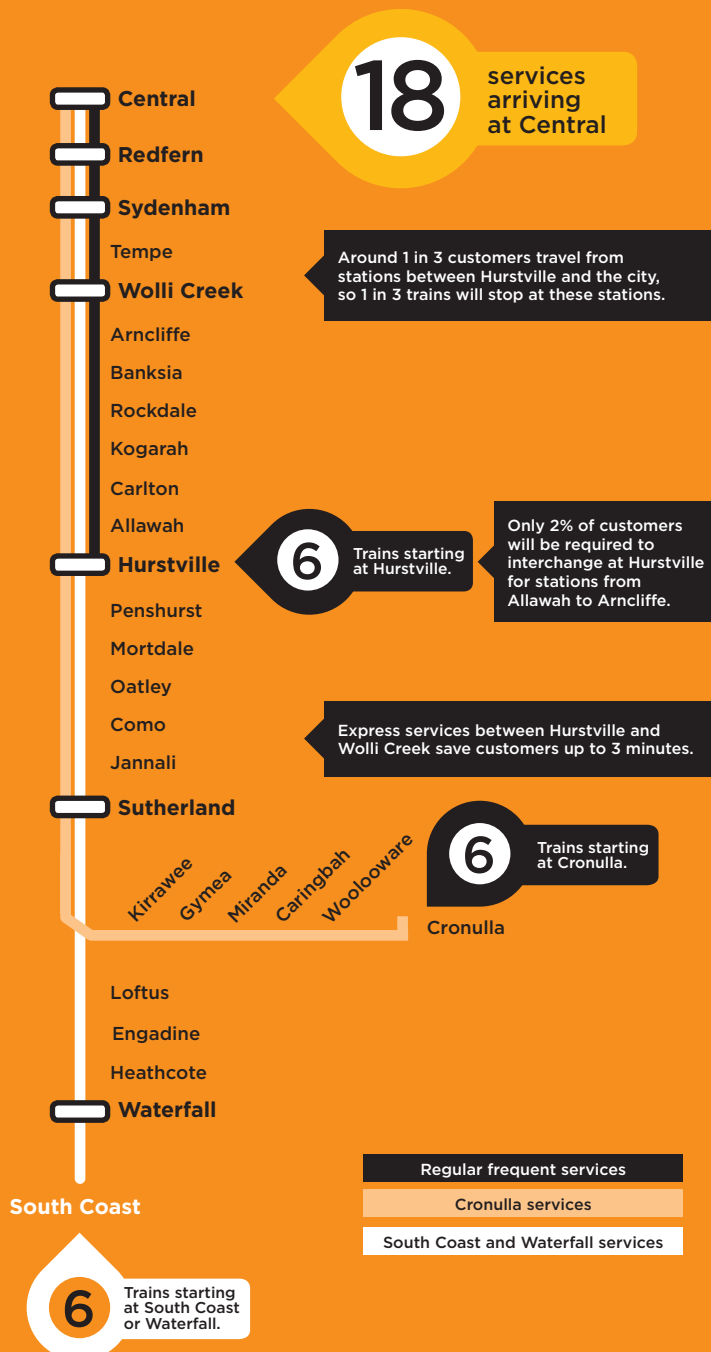 18
services
arriving
at Central
Central
Redfern
Sydenham
Tempe
Wolli Creek
Around 1 in 3 customers travel from
stations between Hurstville and the city,
so 1 in 3 trains will stop at these stations.
Arncliffe
Banksia
Rockdale
Kogarah
Carlton
Allawah
Hurstville
6
Trains starting
at Hurstville.
Only 2% of customers
will be required to
interchange at Hurstville
for stations from
Allawah to Arncliffe.
Penshurst
Mortdale
Oatley
Como
Jannali
Express services between Hurstville and
Wolli Creek save customers up to 3 minutes.
Sutherland
Kirrawee
Gymea
Miranda
Caringbah
Woolooware
6
Trains starting
at Cronulla.
Cronulla
Loftus
Engadine
Heathcote
Waterfall
South Coast
6
Trains starting
at South Coast
or Waterfall.
Regular frequent services
Cronulla services
South Coast and Waterfall services